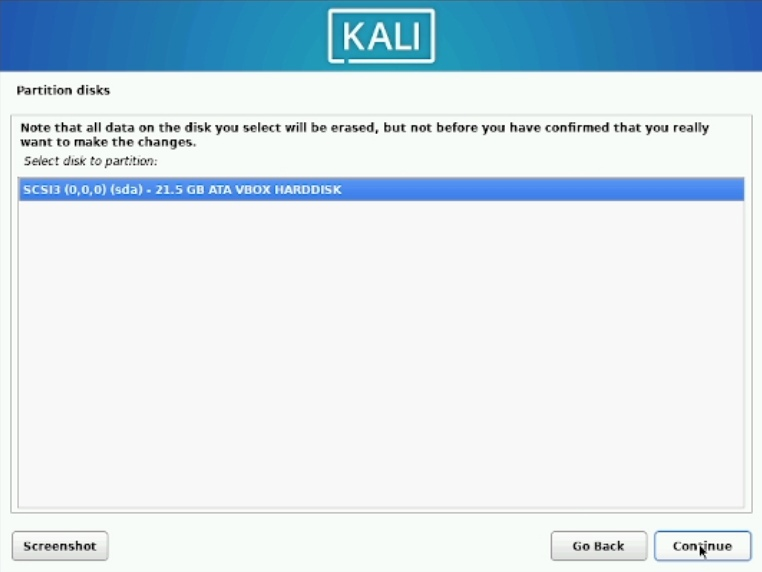 KALI
Partition disks
Note that all data on the disk you select will be erased, but not before you have confirmed that you really
want to make the changes.
Select disk to partition:
SCSI3 (0,0,0) (sda) - 21.5 GB ATA VBOX HARDDISK
Screenshot
Go Back
Continue